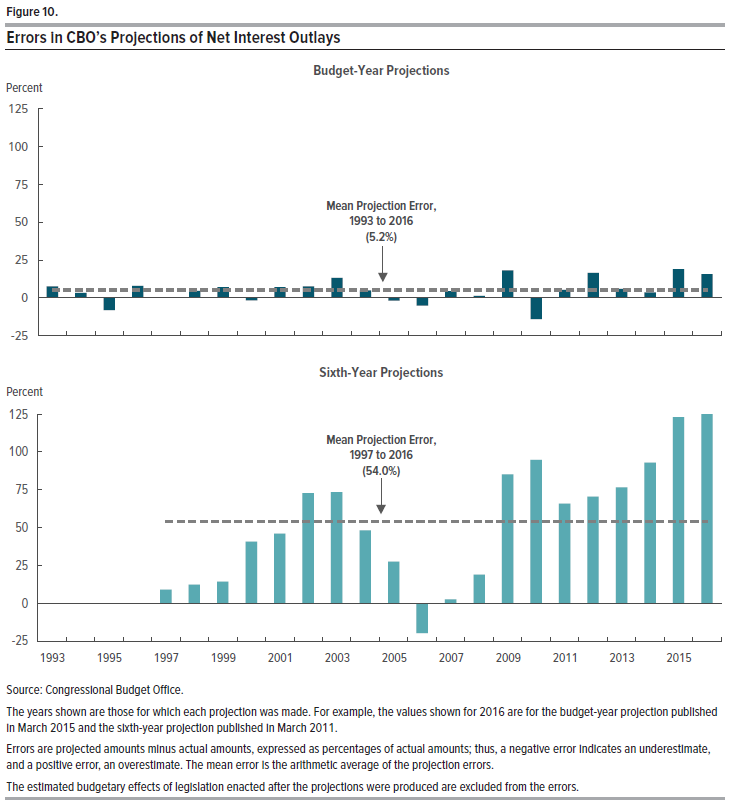 Figure 10.
Errors in CBO's Projections of Net Interest Outlays
Budget-Year Projections
Percent
125
100
75
50
25
0
-25
Mean Projection Error,
1993 to 2016
(5.2%)
Sixth-Year Projections
Percent
125
100
75
50
25
0
-25
Mean Projection Error,
1997 to 2016
(54.0%)
1993 1995 1997 1999 2001 2003 2005 2007 2009 2011 2013 2015
Source: Congressional Budget Office.
The years shown are those for which each projection was made. For example, the values shown for 2016 are for the budget-year projection published
in March 2015 and the sixth-year projection published in March 2011.
Errors are projected amounts minus actual amounts, expressed as percentages of actual amounts; thus, a negative error indicates an underestimate,
and a positive error, an overestimate. The mean error is the arithmetic average of the projection errors.
The estimated budgetary effects of legislation enacted after the projections were produced are excluded from the errors.